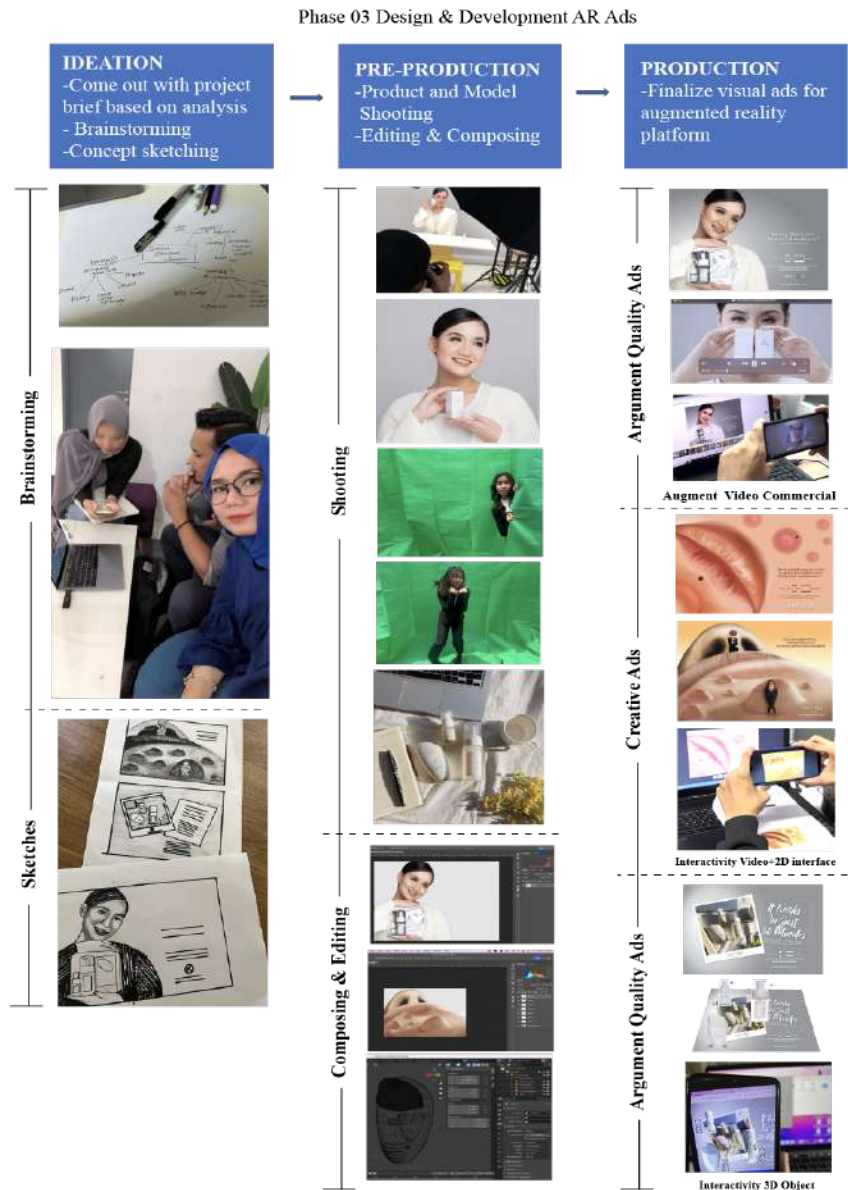 Phase 03 Design & Development AR Ads
IDEATION
-Come out with project
brief based on analysis
- Brainstorming
-Concept sketching
PRE-PRODUCTION
-Product and Model
Shooting
-Editing & Composing
PRODUCTION
-Finalize visual ads for
augmented reality
platform
Brainstorming
Sketches
Shooting
Composing & Editing
Argument Quality Ads
Augment Video Commercial
Creative Ads
Interactivity Video+2D interface
Argument Quality Ads
Interactivity 3D Object